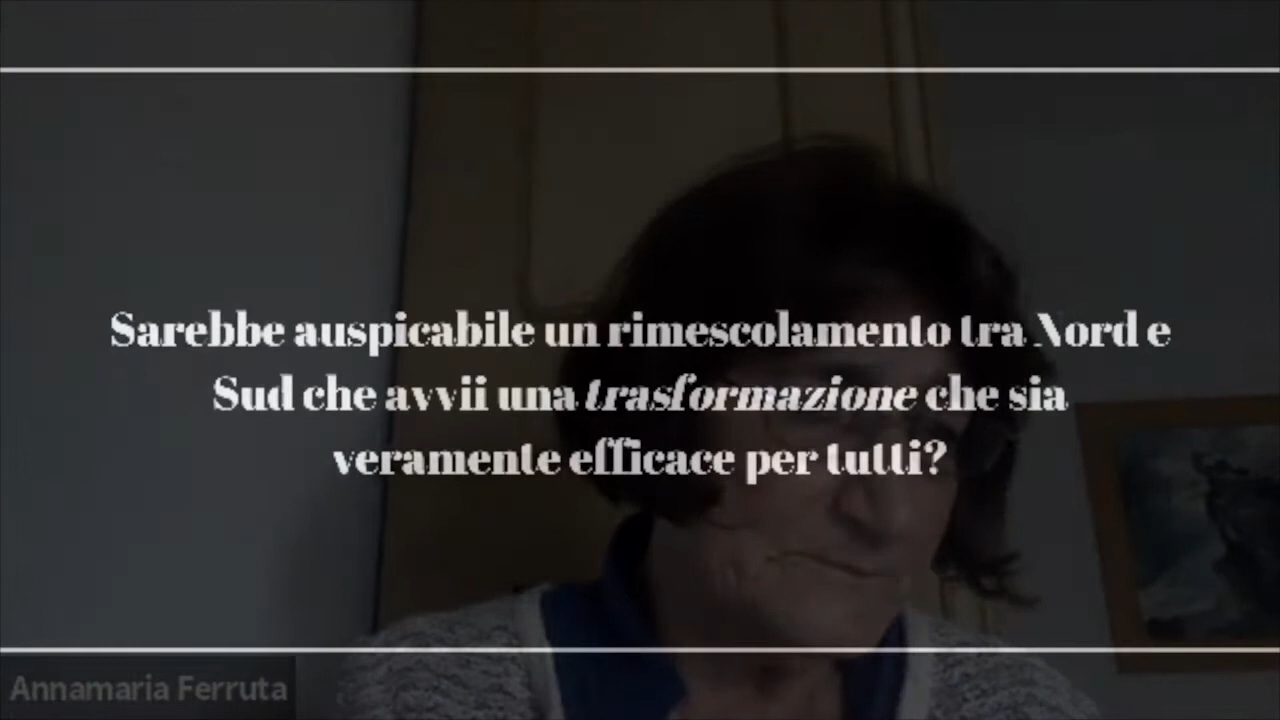 Sarebbe auspicabile un rimescolamento tra Nord e
Sud che avvii una trasformazione che sia
veramente efficace per tutti?
Annamaria Ferruta